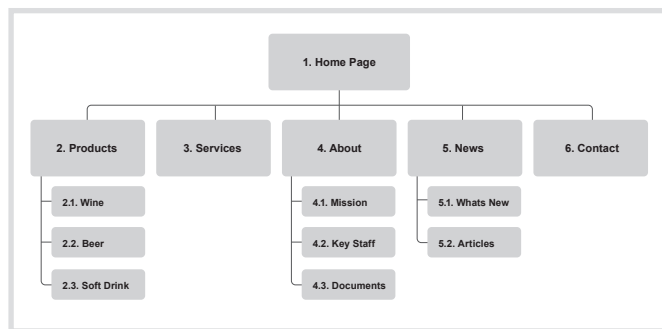 1. Home Page
2. Products
3. Services
4. About
5. News
6. Contact
2.1. Wine
4.1. Mission
5.1. Whats New
2.2. Beer
4.2. Key Staff
5.2. Articles
2.3. Soft Drink
4.3. Documents